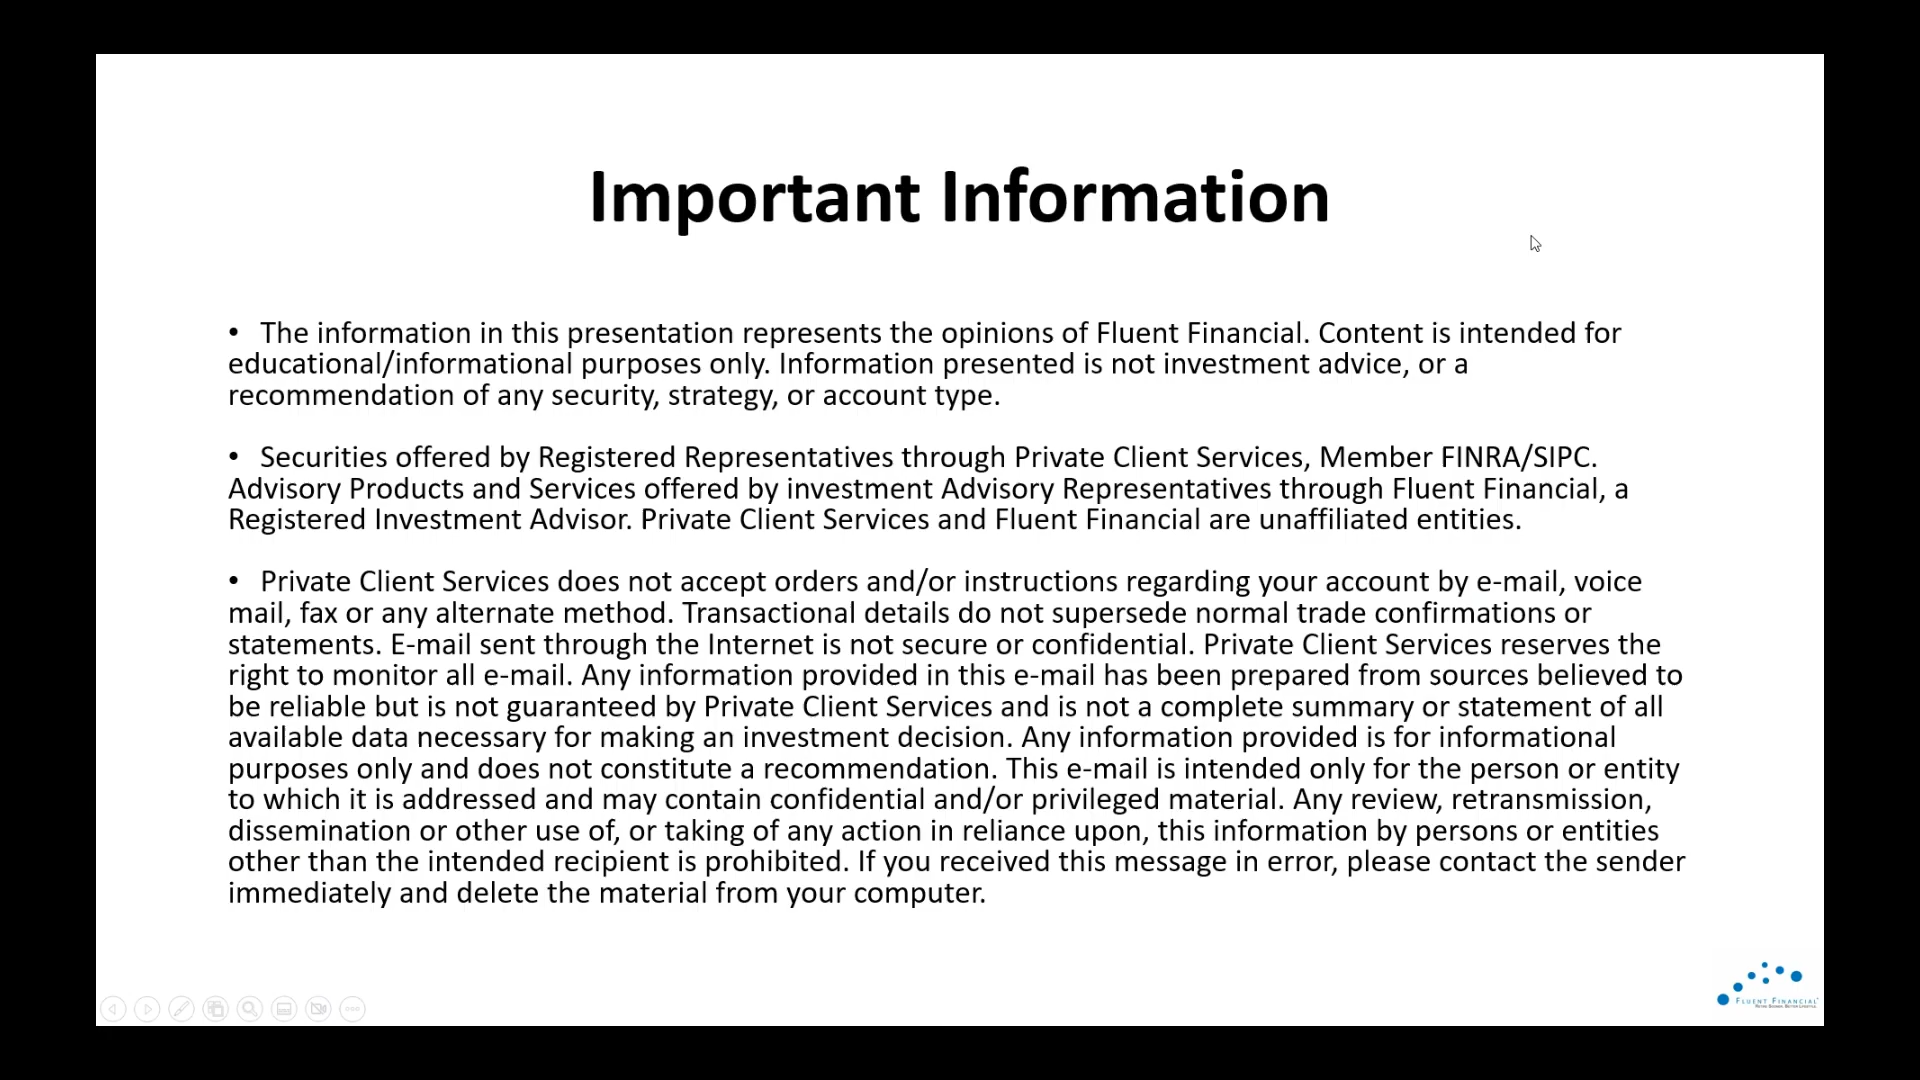 Important Information
• The information in this presentation represents the opinions of Fluent Financial. Content is intended for
educational/informational purposes only. Information presented is not investment advice, or a
recommendation of any security, strategy, or account type.
• Securities offered by Registered Representatives through Private Client Services, Member FINRA/SIPC.
Advisory Products and Services offered by investment Advisory Representatives through Fluent Financial, a
Registered Investment Advisor. Private Client Services and Fluent Financial are unaffiliated entities.
• Private Client Services does not accept orders and/or instructions regarding your account by e-mail, voice
mail, fax or any alternate method. Transactional details do not supersede normal trade confirmations or
statements. E-mail sent through the Internet is not secure or confidential. Private Client Services reserves the
right to monitor all e-mail. Any information provided in this e-mail has been prepared from sources believed to
be reliable but is not guaranteed by Private Client Services and is not a complete summary or statement of all
available data necessary for making an investment decision. Any information provided is for informational
purposes only and does not constitute a recommendation. This e-mail is intended only for the person or entity
to which it is addressed and may contain confidential and/or privileged material. Any review, retransmission,
dissemination or other use of, or taking of any action in reliance upon, this information by persons or entities
other than the intended recipient is prohibited. If you received this message in error, please contact the sender
immediately and delete the material from your computer.
FLUENT FINANCIAL